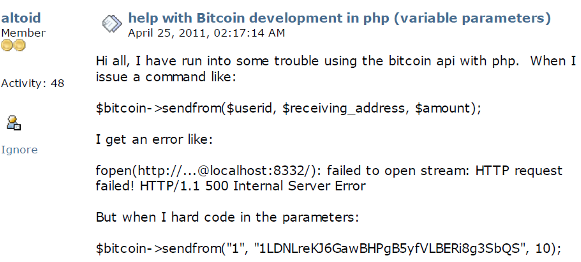 altoid
Member
Activity: 48
Ignore
help with Bitcoin development in php (variable parameters)
April 25, 2011, 02:17:14 AM
Hi all, I have run into some trouble using the bitcoin api with php.  When I
issue a command like:
$bitcoin->sendfrom($userid, $receiving_address, $amount);
I get an error like:
fopen(http://...@localhost:8332/): failed to open stream: HTTP request
failed! HTTP/1.1 500 Internal Server Error
But when I hard code in the parameters:
$bitcoin->sendfrom("1", "1LDNLreKJ6GawBHPgB5yfVLBERi8g3SbQS", 10);